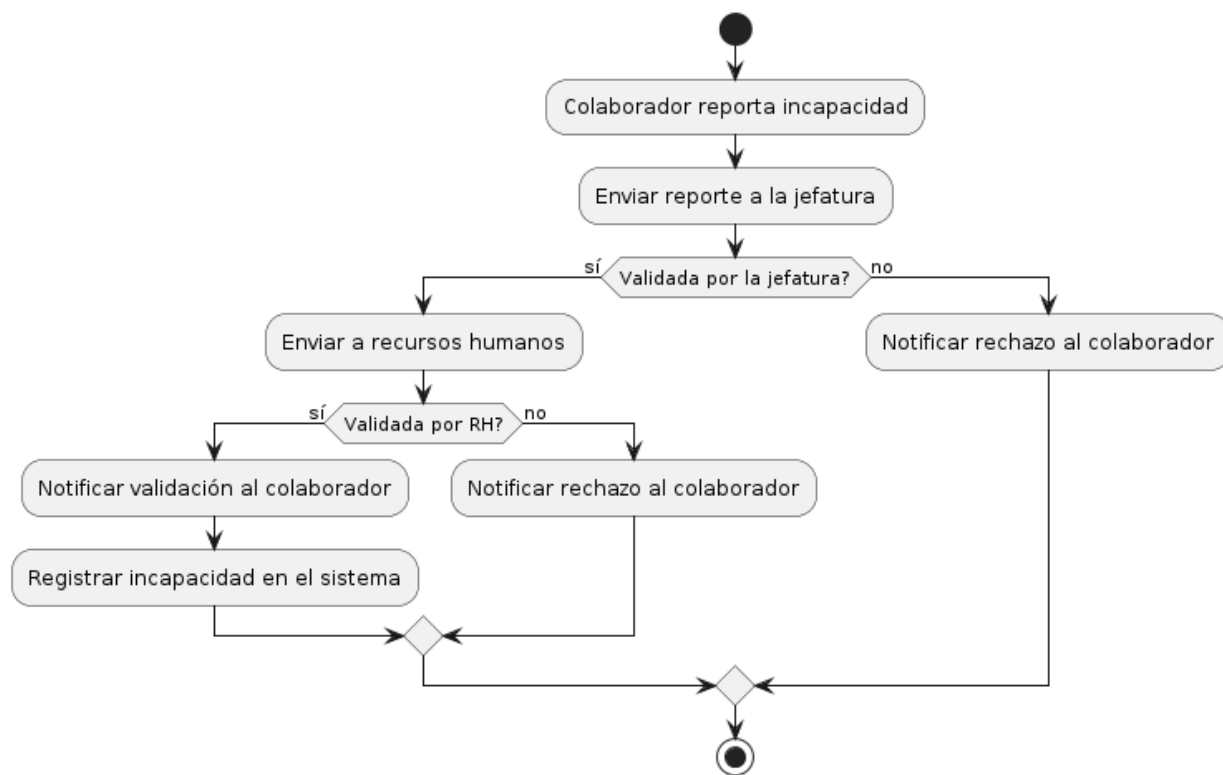 Colaborador reporta incapacidad
Enviar reporte a la jefatura
sí
Validada por la jefatura?
no
Enviar a recursos humanos
Notificar rechazo al colaborador
sí
Validada por RH?
no
Notificar validación al colaborador
Notificar rechazo al colaborador
Registrar incapacidad en el sistema